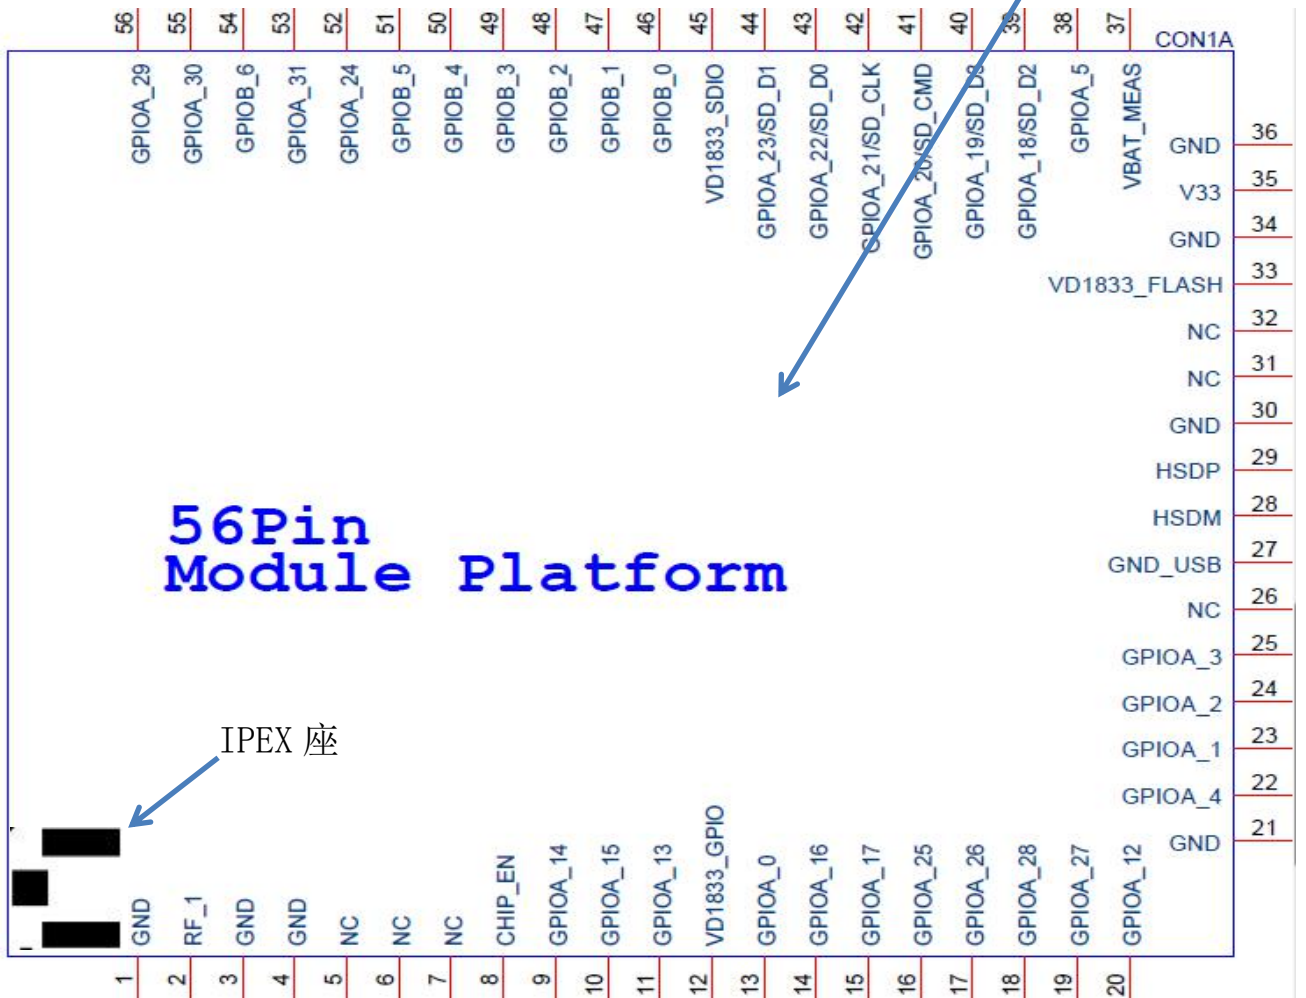 56 55 54 53 52 51 50 49 48 47 46 45 44 43 42 41 40 39 38 37
CON1A
GPIOA_29
GPIOA_30
GPIOB_6
GPIOA_31
GPIOA_24
GPIOB_5
GPIOB_4
GPIOB_3
GPIOB_2
GPIOB_1
GPIOB_0
VD1833_SDIO
GPIOA_23/SD_D1
GPIOA_22/SD_D0
GPIOA_21/SD_CLK
GPIOA_20/SD_CMD
GPIOA_19/SD_D3
GPIOA_18/SD_D2
GPIOA_5
VBAT_MEAS
GND 36
V33 35
GND 34
VD1833_FLASH 33
NC 32
NC 31
GND 30
HSDP 29
HSDM 28
GND_USB 27
NC 26
GPIOA_3 25
GPIOA_2 24
GPIOA_1 23
GPIOA_4 22
GND 21
56Pin
Module Platform
IPEX 座
GND
RF_1
GND
GND
NC
NC
NC
CHIP_EN
GPIOA_14
GPIOA_15
GPIOA_13
VD1833_GPIO
GPIOA_0
GPIOA_16
GPIOA_17
GPIOA_25
GPIOA_26
GPIOA_28
GPIOA_27
GPIOA_12
1 2 3 4 5 6 7 8 9 10 11 12 13 14 15 16 17 18 19 20